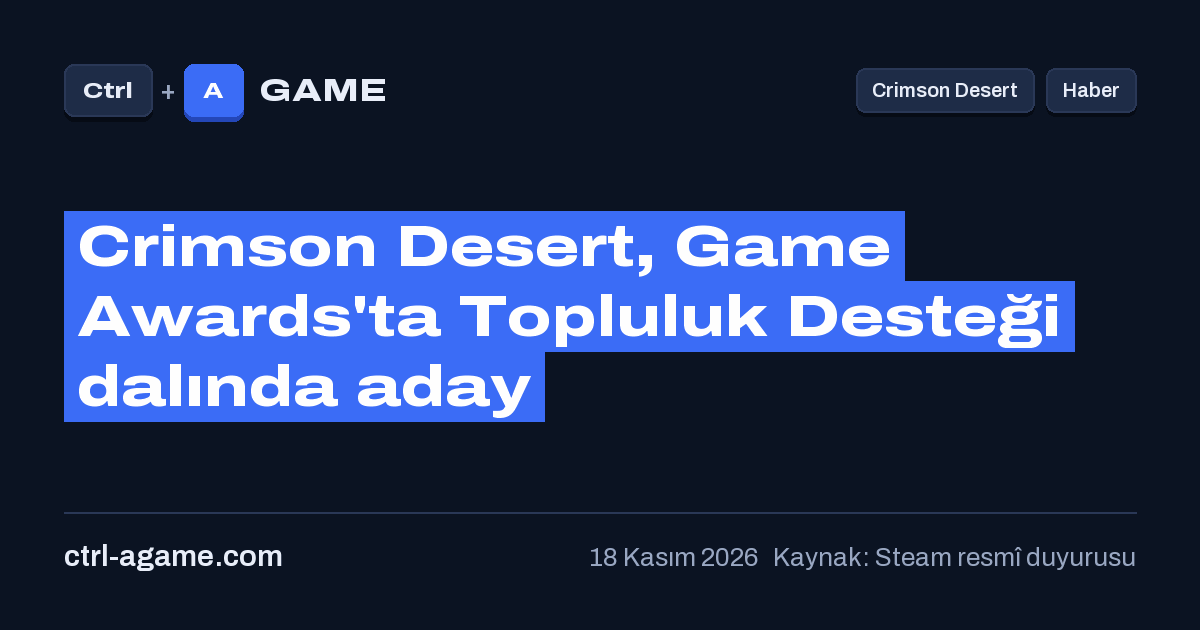 Ctrl + A GAME
Crimson Desert Haber
Crimson Desert, Game
Awards'ta Topluluk Desteği
dalında aday
ctrl-agame.com
18 Kasım 2026 Kaynak: Steam resmî duyurusu